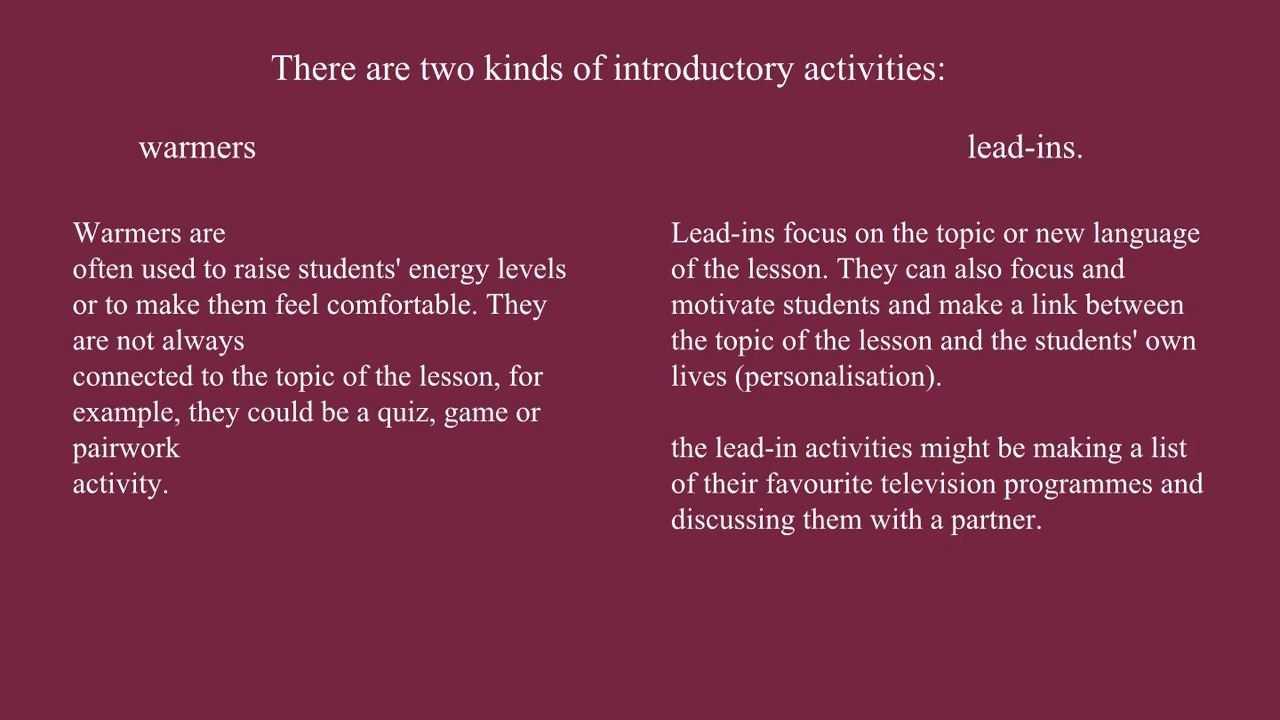 There are two kinds of introductory activities:
warmers
lead-ins.
Warmers are
often used to raise students' energy levels
or to make them feel comfortable. They
are not always
connected to the topic of the lesson, for
example, they could be a quiz, game or
pairwork
activity.
Lead-ins focus on the topic or new language
of the lesson. They can also focus and
motivate students and make a link between
the topic of the lesson and the students' own
lives (personalisation).
the lead-in activities might be making a list
of their favourite television programmes and
discussing them with a partner.